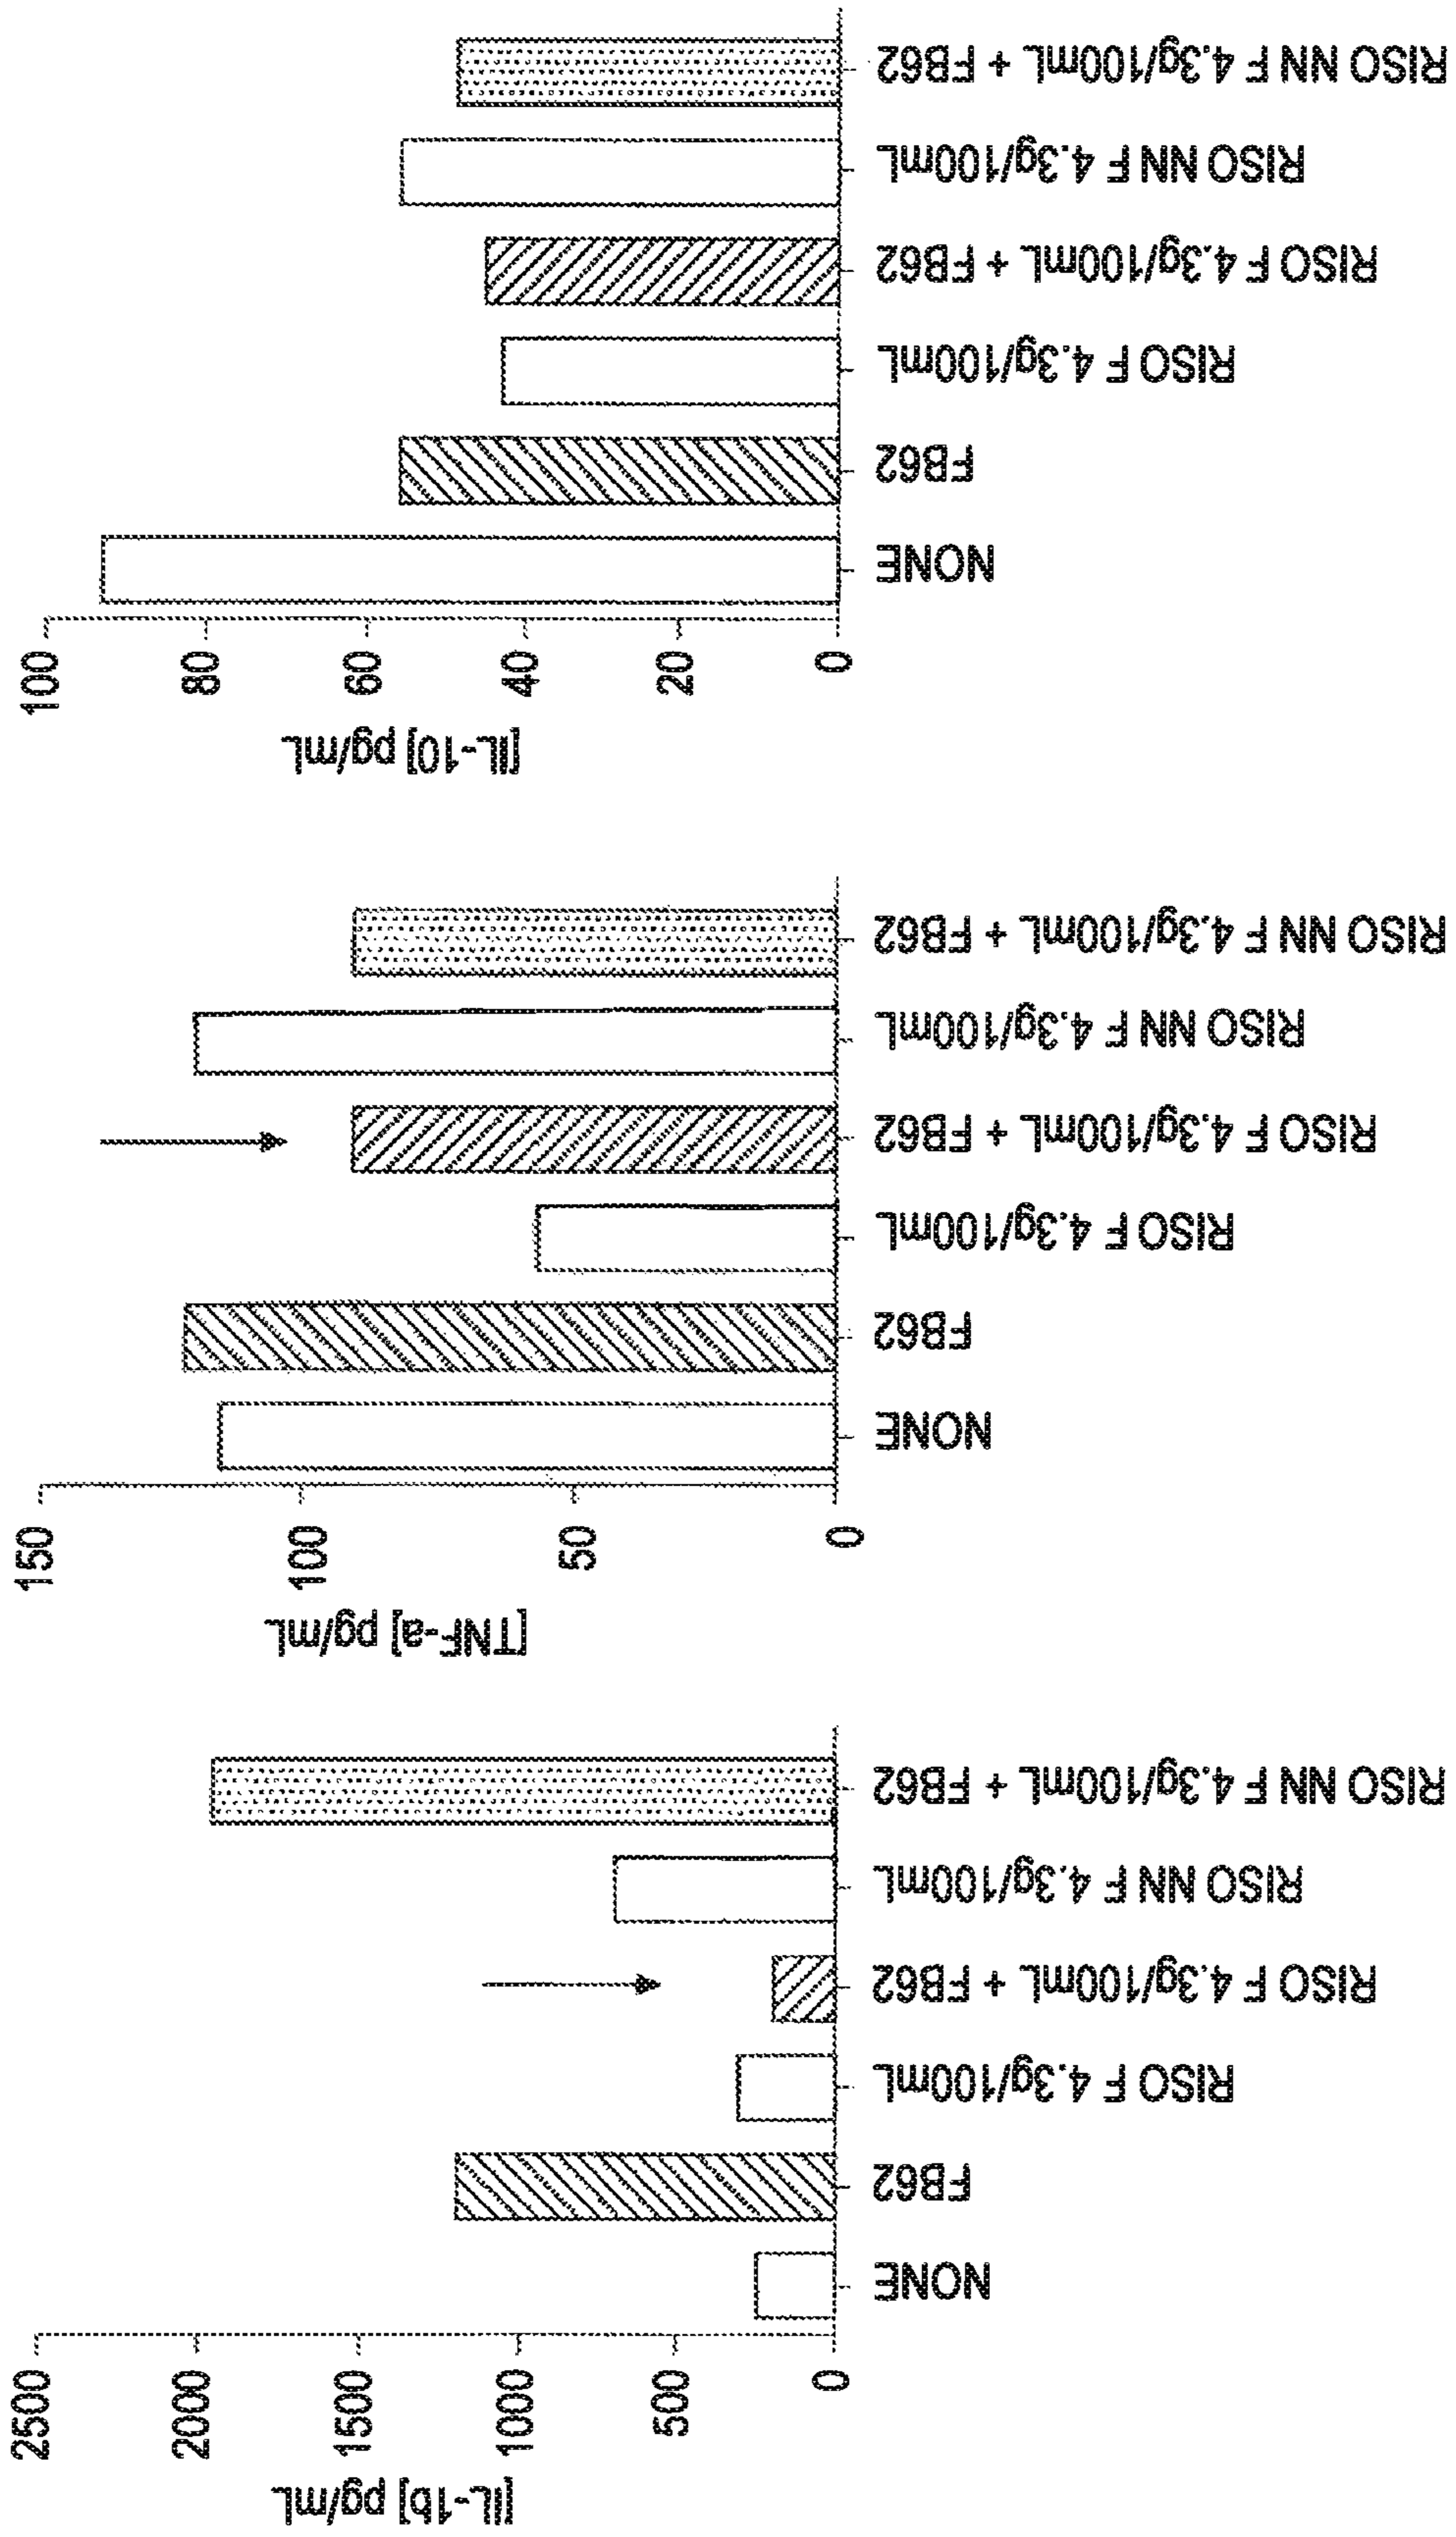 [IL-1b] pg/mL
2500
2000
1500
1000
500
0
NONE
FB62
RISO F 4.3g/100mL
RISO F 4.3g/100mL + FB62
RISO NN F 4.3g/100mL
RISO NN F 4.3g/100mL + FB62
[TNF-a] pg/mL
150
100
50
0
NONE
FB62
RISO F 4.3g/100mL
RISO F 4.3g/100mL + FB62
RISO NN F 4.3g/100mL
RISO NN F 4.3g/100mL + FB62
[IL-10] pg/mL
100
80
60
40
20
0
NONE
FB62
RISO F 4.3g/100mL
RISO F 4.3g/100mL + FB62
RISO NN F 4.3g/100mL
RISO NN F 4.3g/100mL + FB62